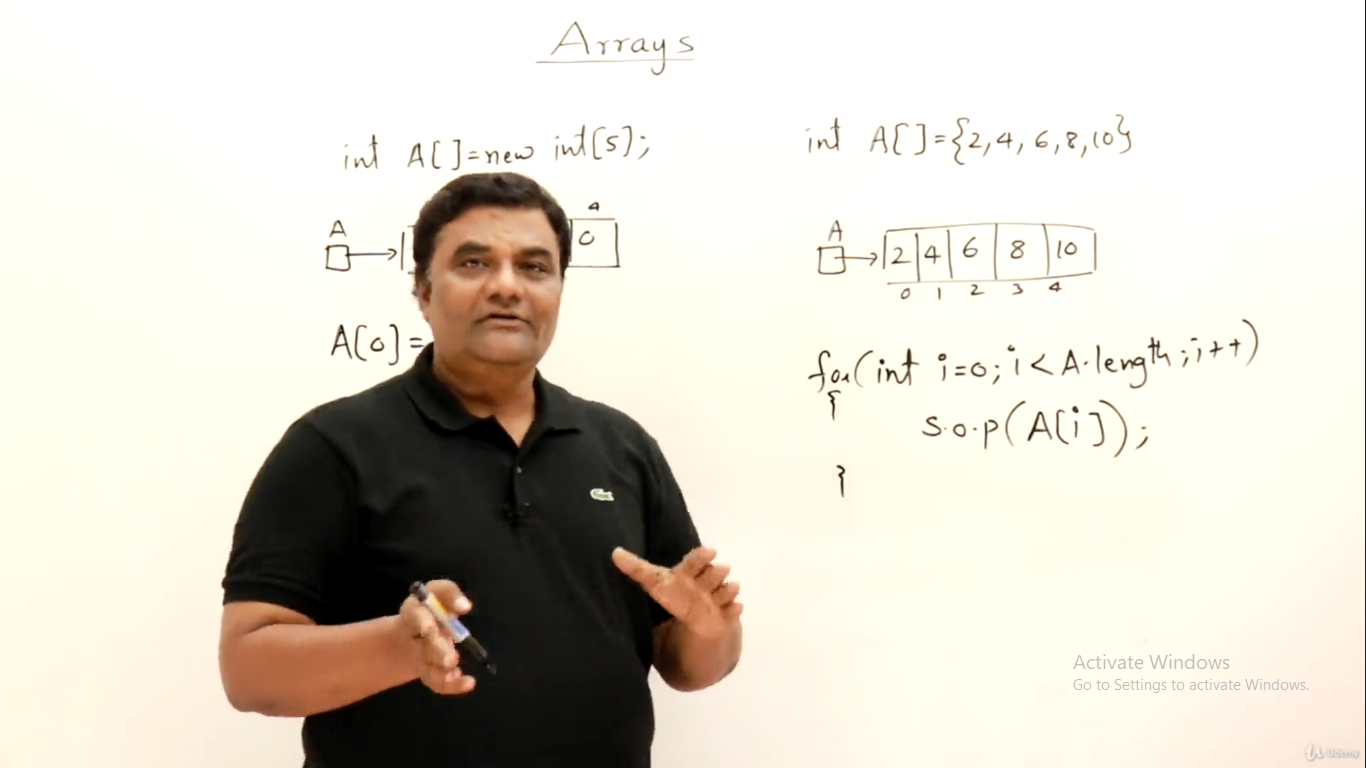 Arrays
int A[]=new int[5];
A
4
0
A[0]=
int A[]={2,4,6,8,10}
A
2 4 6 8 10
0 1 2 3 4
for(int i=0;i<A.length;i++)
{
s.o.p(A[i]);
}
Activate Windows
Go to Settings to activate Windows.
Udemy